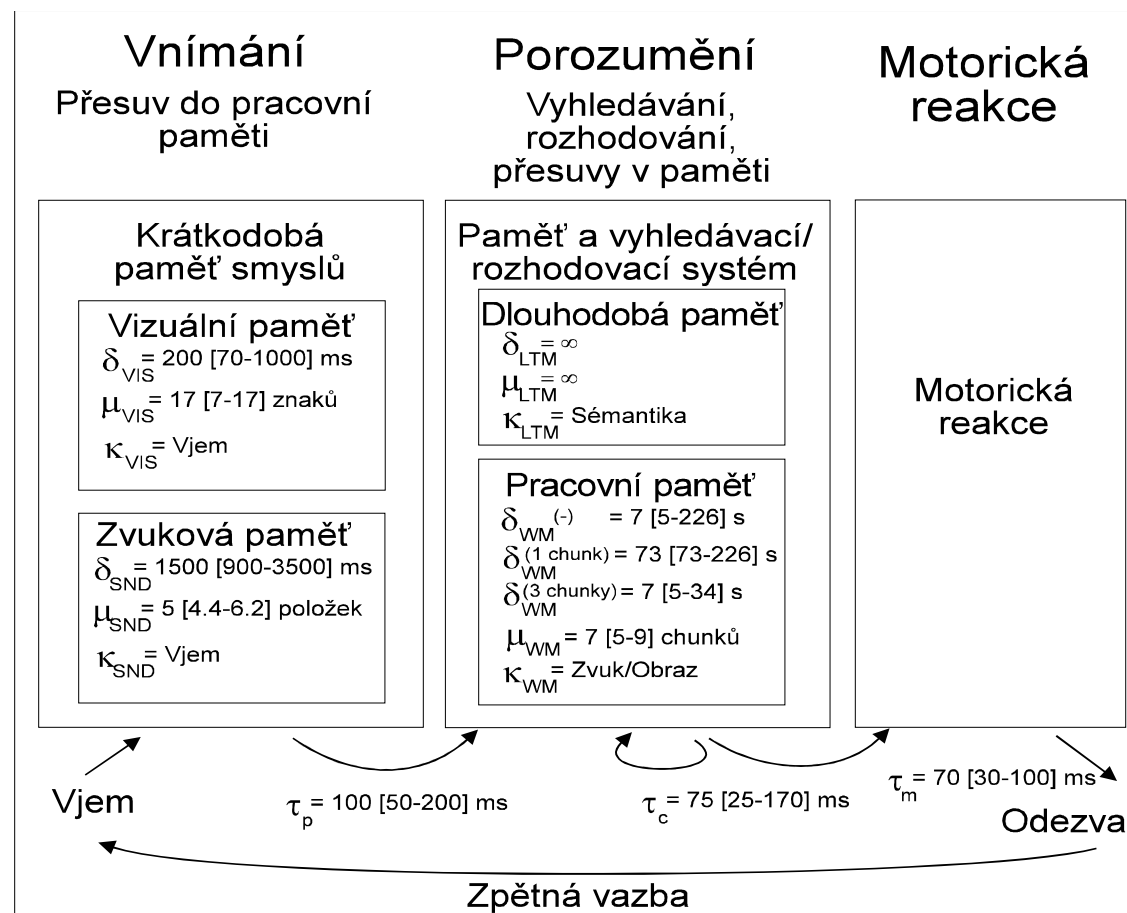 Vnímání
Přesuv do pracovní
paměti
Krátkodobá
paměť smyslů
Vizuální paměť
δVIS = 200 [70-1000] ms
μVIS = 17 [7-17] znaků
κVIS = Vjem
Zvuková paměť
δSND = 1500 [900-3500] ms
μSND = 5 [4.4-6.2] položek
κSND = Vjem
Porozumění
Vyhledávání,
rozhodování,
přesuvy v paměti
Paměť a vyhledávací/
rozhodovací systém
Dlouhodobá paměť
δLTM = ∞
μLTM = ∞
κLTM = Sémantika
Pracovní paměť
δWM (-) = 7 [5-226] s
δWM (1 chunk) = 73 [73-226] s
δWM (3 chunky) = 7 [5-34] s
μWM = 7 [5-9] chunků
κWM = Zvuk/Obraz
Motorická
reakce
Motorická
reakce
Vjem
τp = 100 [50-200] ms
τc = 75 [25-170] ms
τm = 70 [30-100] ms
Odezva
Zpětná vazba